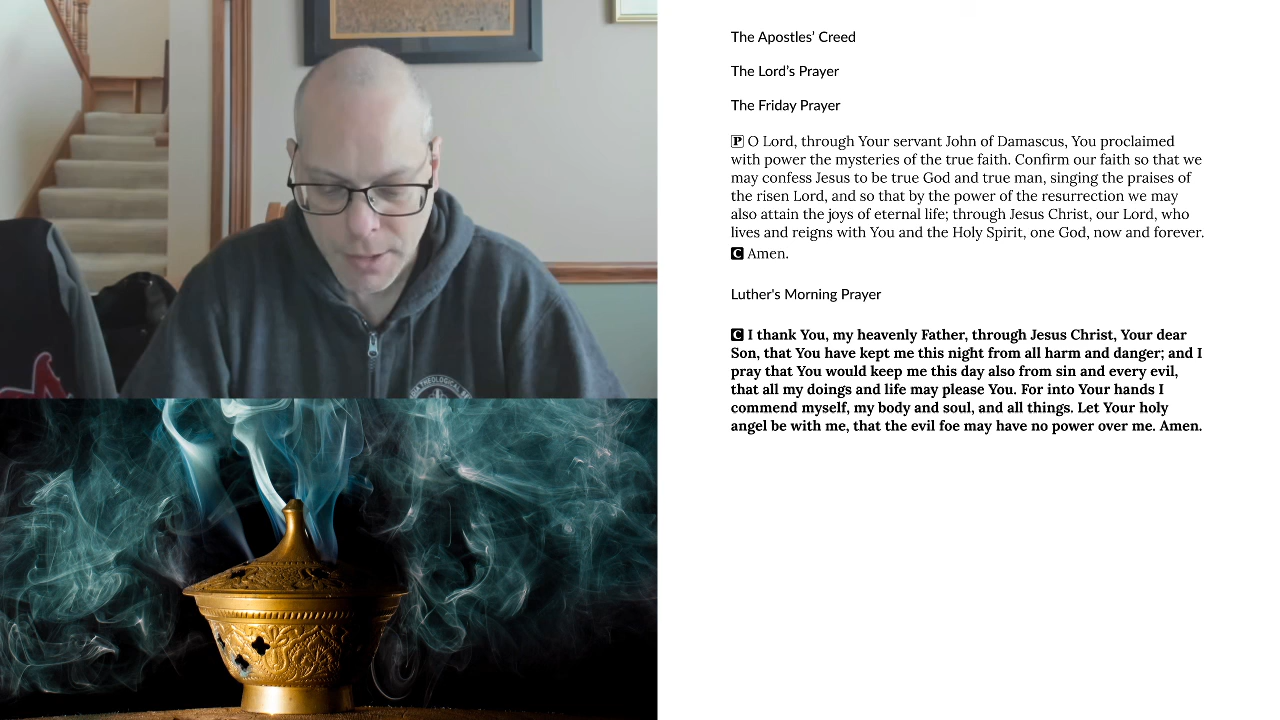 The Apostles' Creed
The Lord's Prayer
The Friday Prayer
P O Lord, through Your servant John of Damascus, You proclaimed
with power the mysteries of the true faith. Confirm our faith so that we
may confess Jesus to be true God and true man, singing the praises of
the risen Lord, and so that by the power of the resurrection we may
also attain the joys of eternal life; through Jesus Christ, our Lord, who
lives and reigns with You and the Holy Spirit, one God, now and forever.
C Amen.
Luther's Morning Prayer
C I thank You, my heavenly Father, through Jesus Christ, Your dear
Son, that You have kept me this night from all harm and danger; and I
pray that You would keep me this day also from sin and every evil,
that all my doings and life may please You. For into Your hands I
commend myself, my body and soul, and all things. Let Your holy
angel be with me, that the evil foe may have no power over me. Amen.
THEOLOGICAL